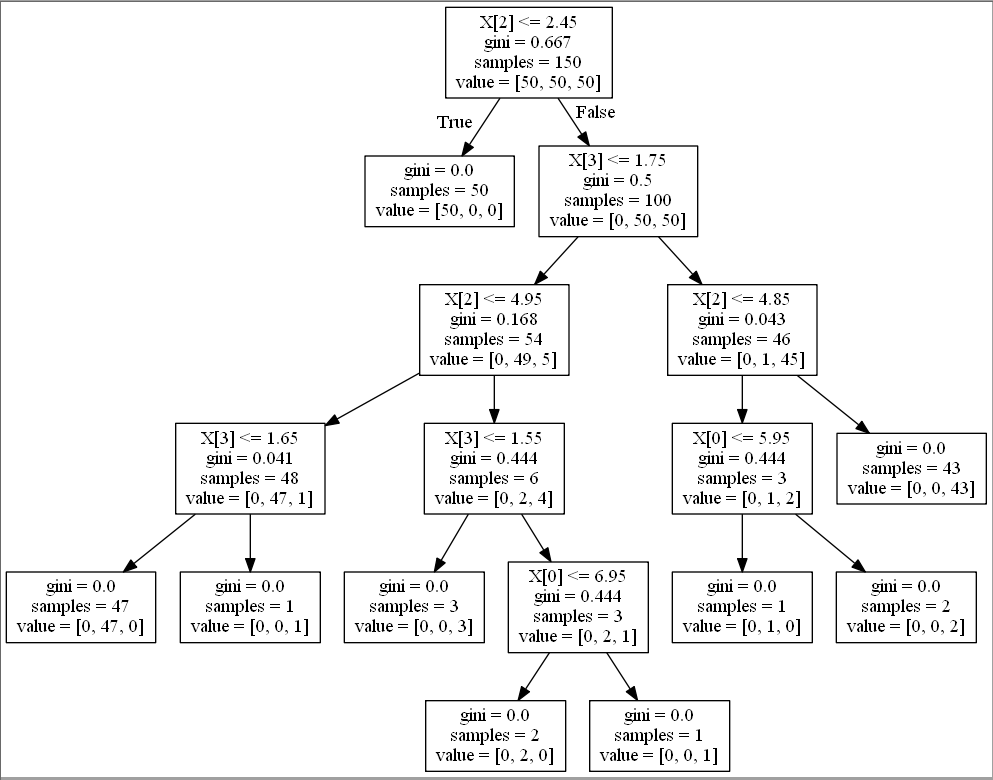 X[2] <= 2.45
gini = 0.667
samples = 150
value = [50, 50, 50]
True
False
gini = 0.0
samples = 50
value = [50, 0, 0]
X[3] <= 1.75
gini = 0.5
samples = 100
value = [0, 50, 50]
X[2] <= 4.95
gini = 0.168
samples = 54
value = [0, 49, 5]
X[2] <= 4.85
gini = 0.043
samples = 46
value = [0, 1, 45]
X[3] <= 1.65
gini = 0.041
samples = 48
value = [0, 47, 1]
X[3] <= 1.55
gini = 0.444
samples = 6
value = [0, 2, 4]
X[0] <= 5.95
gini = 0.444
samples = 3
value = [0, 1, 2]
gini = 0.0
samples = 43
value = [0, 0, 43]
gini = 0.0
samples = 47
value = [0, 47, 0]
gini = 0.0
samples = 1
value = [0, 0, 1]
gini = 0.0
samples = 3
value = [0, 0, 3]
X[0] <= 6.95
gini = 0.444
samples = 3
value = [0, 2, 1]
gini = 0.0
samples = 1
value = [0, 1, 0]
gini = 0.0
samples = 2
value = [0, 0, 2]
gini = 0.0
samples = 2
value = [0, 2, 0]
gini = 0.0
samples = 1
value = [0, 0, 1]